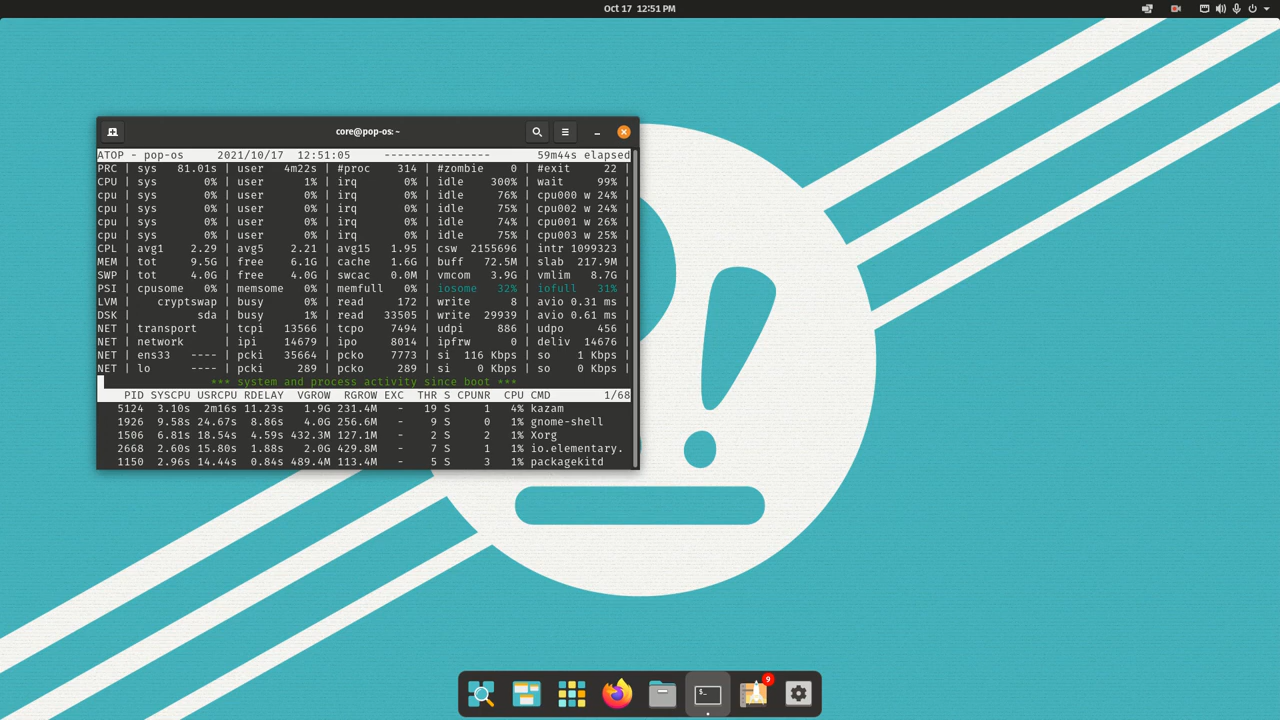 Oct 17 12:51 PM
core@pop-os: ~
ATOP - pop-os 2021/10/17 12:51:05 ---------------- 59m44s elapsed
PRC | sys 81.01s | user 4m22s | #proc 314 | #zombie 0 | #exit 22 |
CPU | sys 0% | user 1% | irq 0% | idle 300% | wait 99% |
cpu | sys 0% | user 0% | irq 0% | idle 76% | cpu000 w 24% |
cpu | sys 0% | user 0% | irq 0% | idle 75% | cpu002 w 24% |
cpu | sys 0% | user 0% | irq 0% | idle 74% | cpu001 w 26% |
cpu | sys 0% | user 0% | irq 0% | idle 75% | cpu003 w 25% |
CPL | avg1 2.29 | avg5 2.21 | avg15 1.95 | csw 2155696 | intr 1099323 |
MEM | tot 9.5G | free 6.1G | cache 1.6G | buff 72.5M | slab 217.9M |
SWP | tot 4.0G | free 4.0G | swcac 0.0M | vmcom 3.9G | vmlim 8.7G |
PSI | cpusome 0% | memsome 0% | memfull 0% | iosome 32% | iofull 31% |
LVM | cryptswap | busy 0% | read 172 | write 8 | avio 0.31 ms |
DSK | sda | busy 1% | read 33505 | write 29939 | avio 0.61 ms |
NET | transport | tcpi 13566 | tcpo 7494 | udpi 886 | udpo 456 |
NET | network | ipi 14679 | ipo 8014 | ipfrw 0 | deliv 14676 |
NET | ens33 ---- | pcki 35664 | pcko 7773 | si 116 Kbps | so 1 Kbps |
NET | lo ---- | pcki 289 | pcko 289 | si 0 Kbps | so 0 Kbps |
*** system and process activity since boot ***
PID SYSCPU USRCPU RDELAY VGROW RGROW EXC THR S CPUNR CPU CMD 1/68
5124 3.10s 2m16s 11.23s 1.9G 231.4M - 19 S 1 4% kazam
1926 9.58s 24.67s 8.86s 4.0G 256.6M - 9 S 0 1% gnome-shell
1506 6.81s 18.54s 4.59s 432.3M 127.1M - 2 S 2 1% Xorg
2668 2.60s 15.80s 1.88s 2.0G 429.8M - 7 S 1 1% io.elementary.
1150 2.96s 14.44s 0.84s 489.4M 113.4M - 5 S 3 1% packagekitd
$_
9